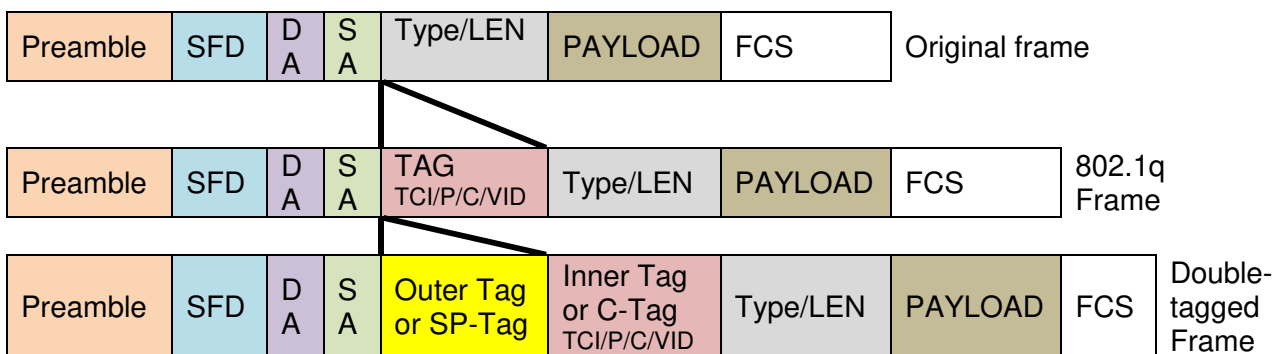 Preamble SFD D A S A Type/LEN PAYLOAD FCS Original frame
Preamble SFD D A S A TAG TCI/P/C/VID Type/LEN PAYLOAD FCS 802.1q Frame
Preamble SFD D A S A Outer Tag or SP-Tag Inner Tag or C-Tag TCI/P/C/VID Type/LEN PAYLOAD FCS Double-tagged Frame